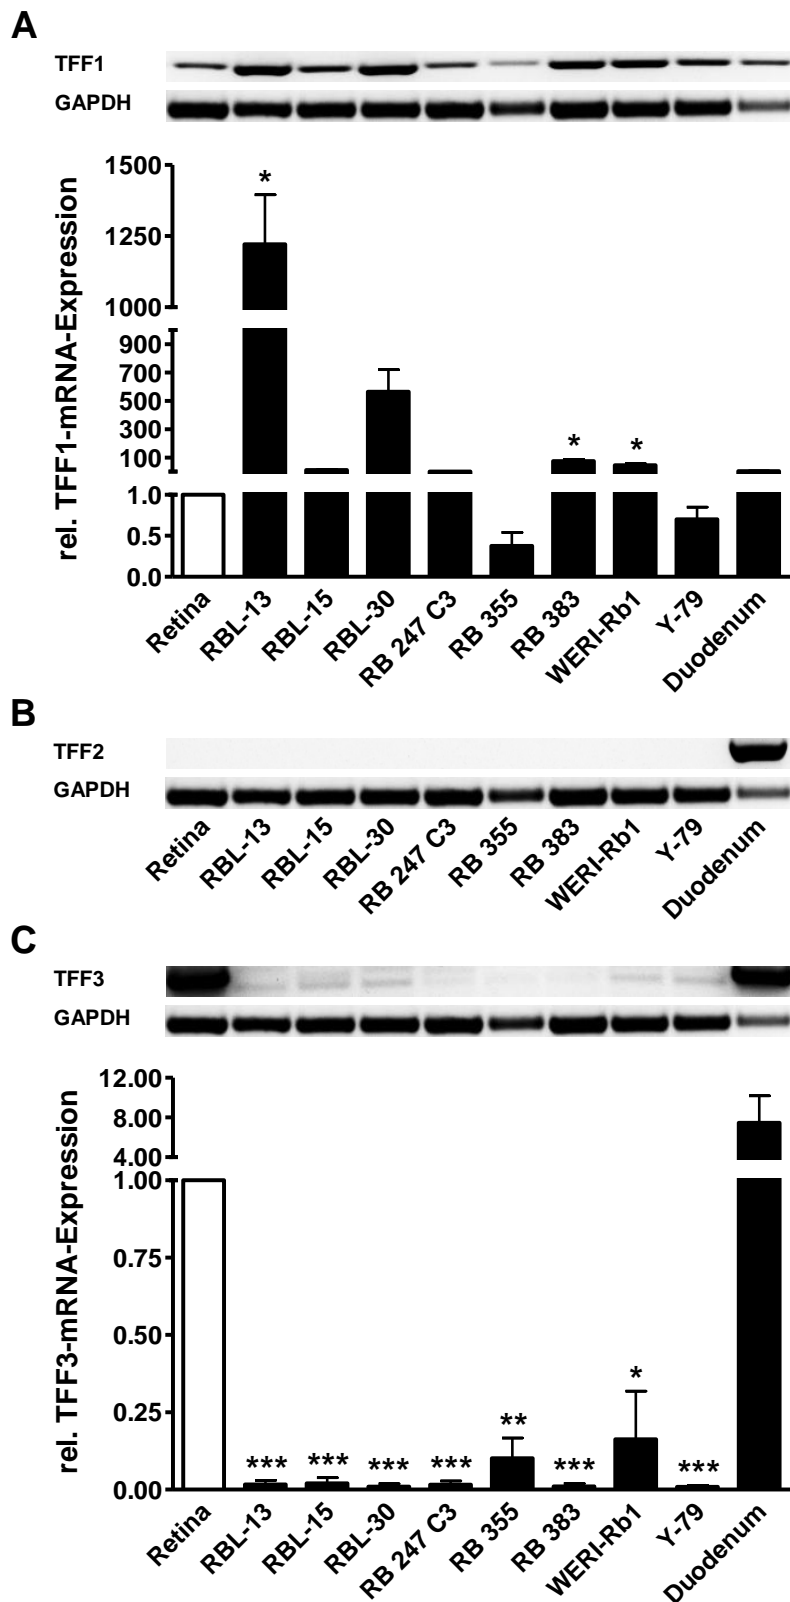 A
TFF1
GAPDH
rel. TFF1-mRNA-Expression
1500
1250
1000
900
700
500
300
100
1.0
0.5
0.0
*
*
*
Retina
RBL-13
RBL-15
RBL-30
RB 247 C3
RB 355
RB 383
WERI-Rb1
Y-79
Duodenum
B
TFF2
GAPDH
Retina
RBL-13
RBL-15
RBL-30
RB 247 C3
RB 355
RB 383
WERI-Rb1
Y-79
Duodenum
C
TFF3
GAPDH
rel. TFF3-mRNA-Expression
12.00
8.00
4.00
1.00
0.75
0.50
0.25
0.00
***
***
***
***
**
***
*
***
Retina
RBL-13
RBL-15
RBL-30
RB 247 C3
RB 355
RB 383
WERI-Rb1
Y-79
Duodenum